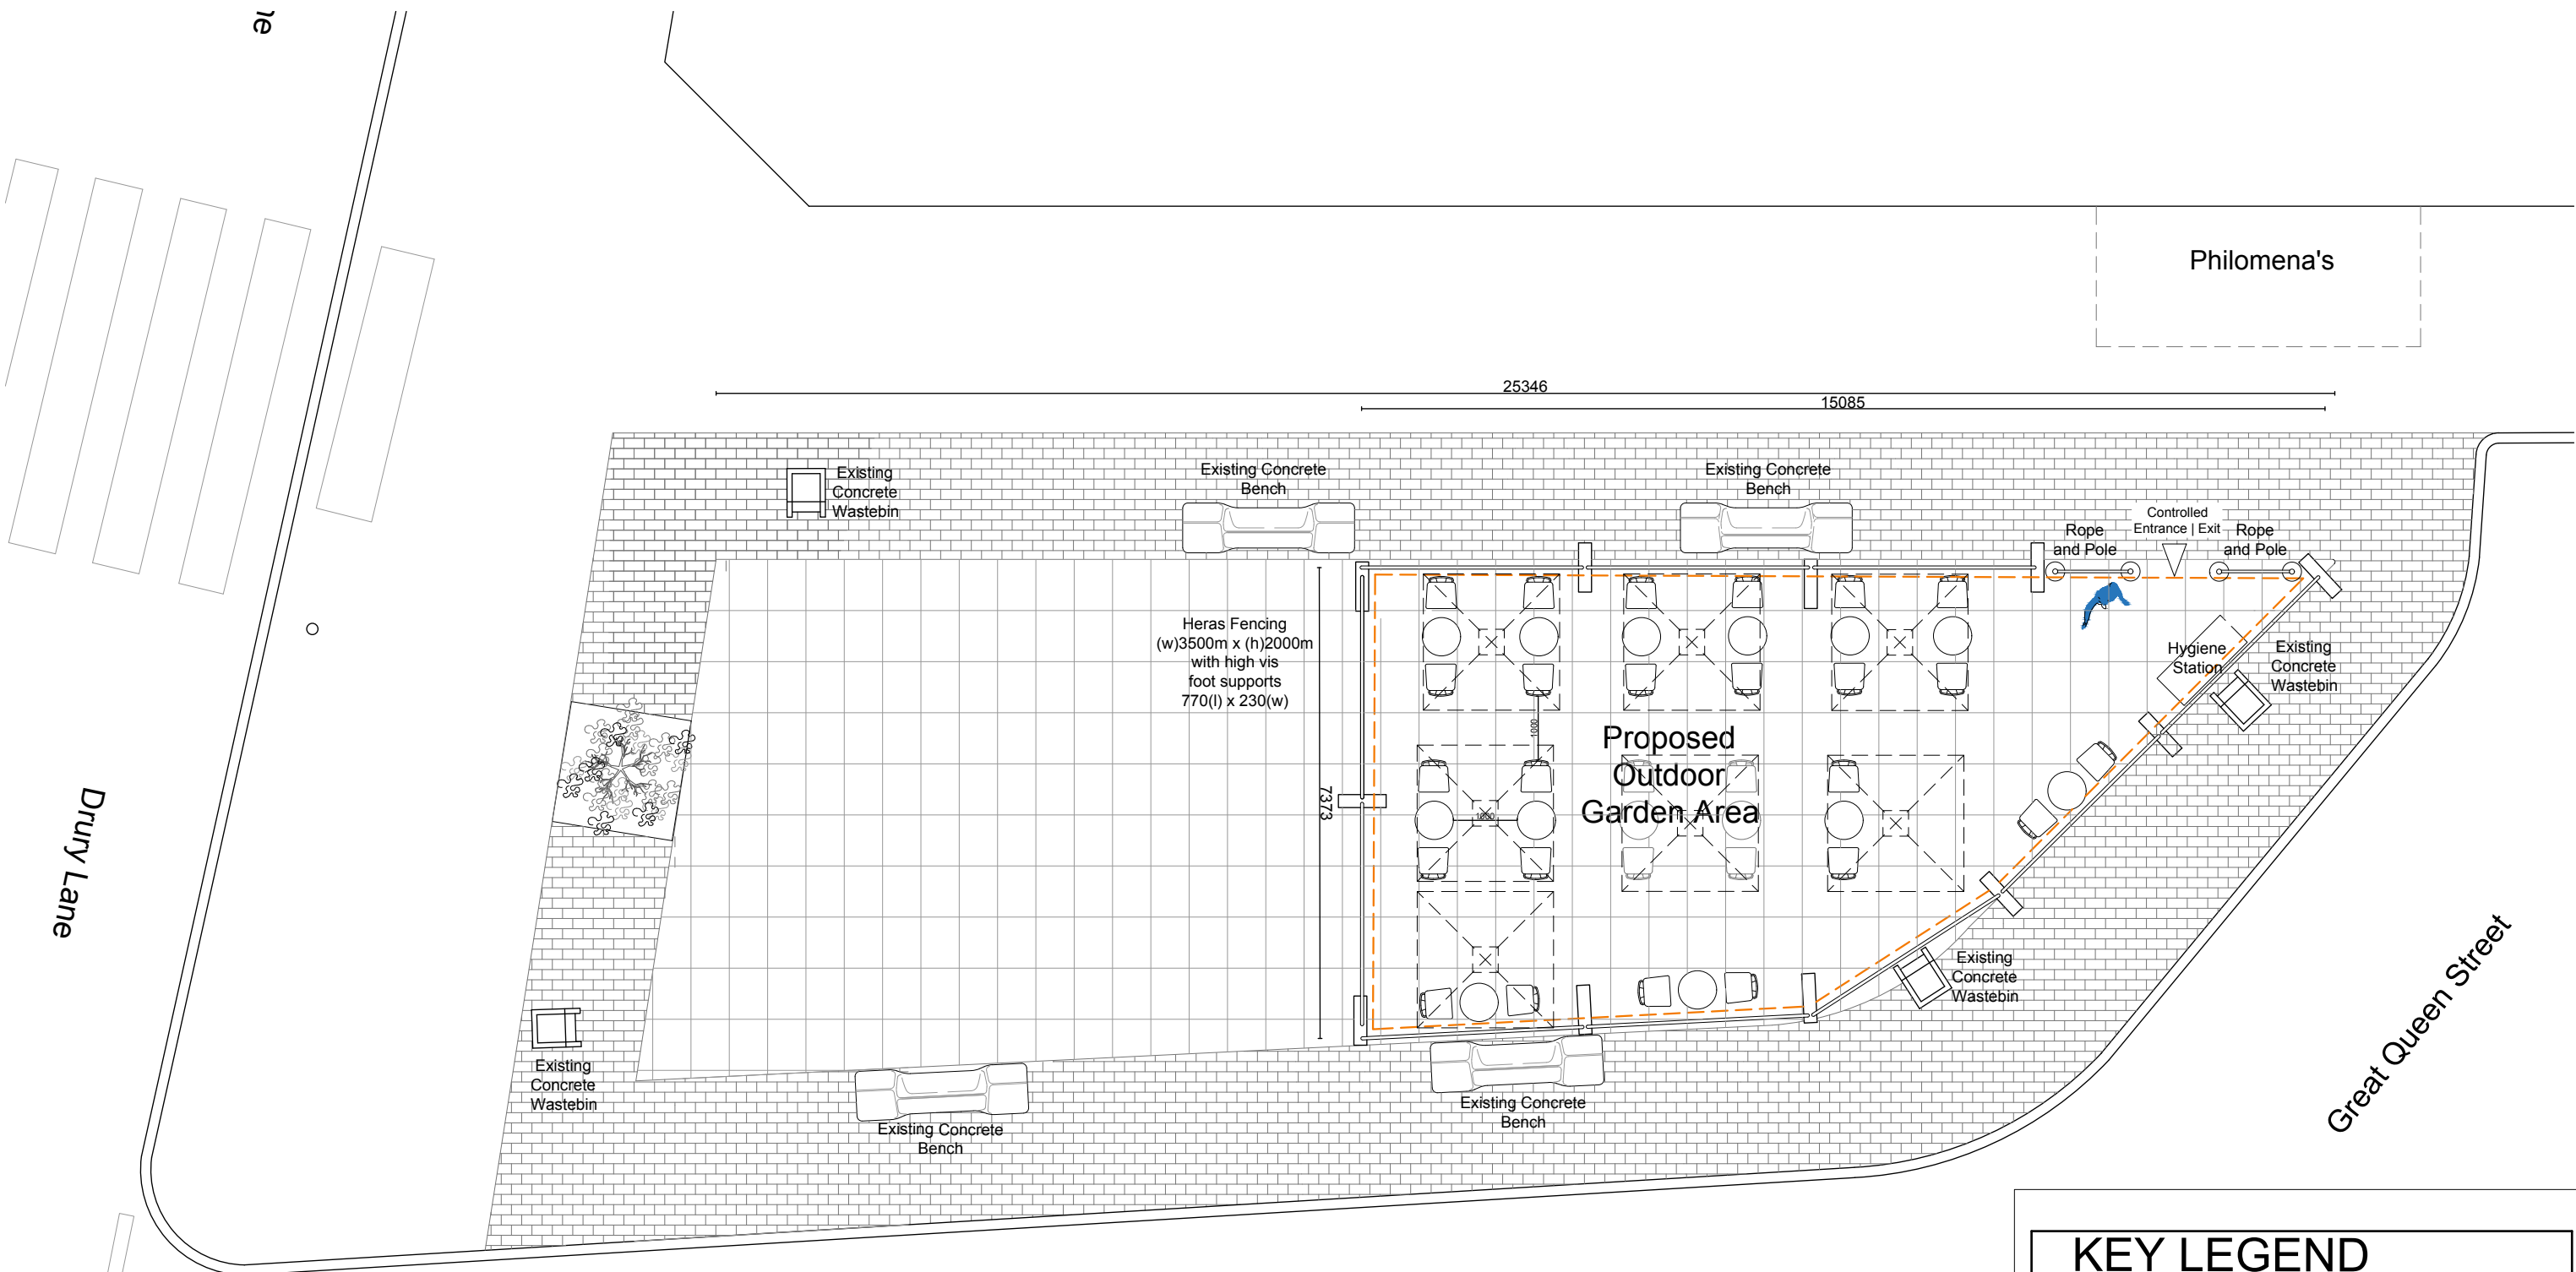 ne
Philomena's
25346
15085
Existing
Concrete
Wastebin
Existing Concrete
Bench
Existing Concrete
Bench
Controlled
Entrance | Exit
Rope
and Pole
Rope
and Pole
Heras Fencing
(w)3500m x (h)2000m
with high vis
foot supports
770(l) x 230(w)
Hygiene
Station
Existing
Concrete
Wastebin
1000
Proposed
Outdoor
Garden Area
7373
1000
Drury Lane
Existing
Concrete
Wastebin
Great Queen Street
Existing
Concrete
Wastebin
Existing Concrete
Bench
Existing Concrete
Bench
KEY LEGEND